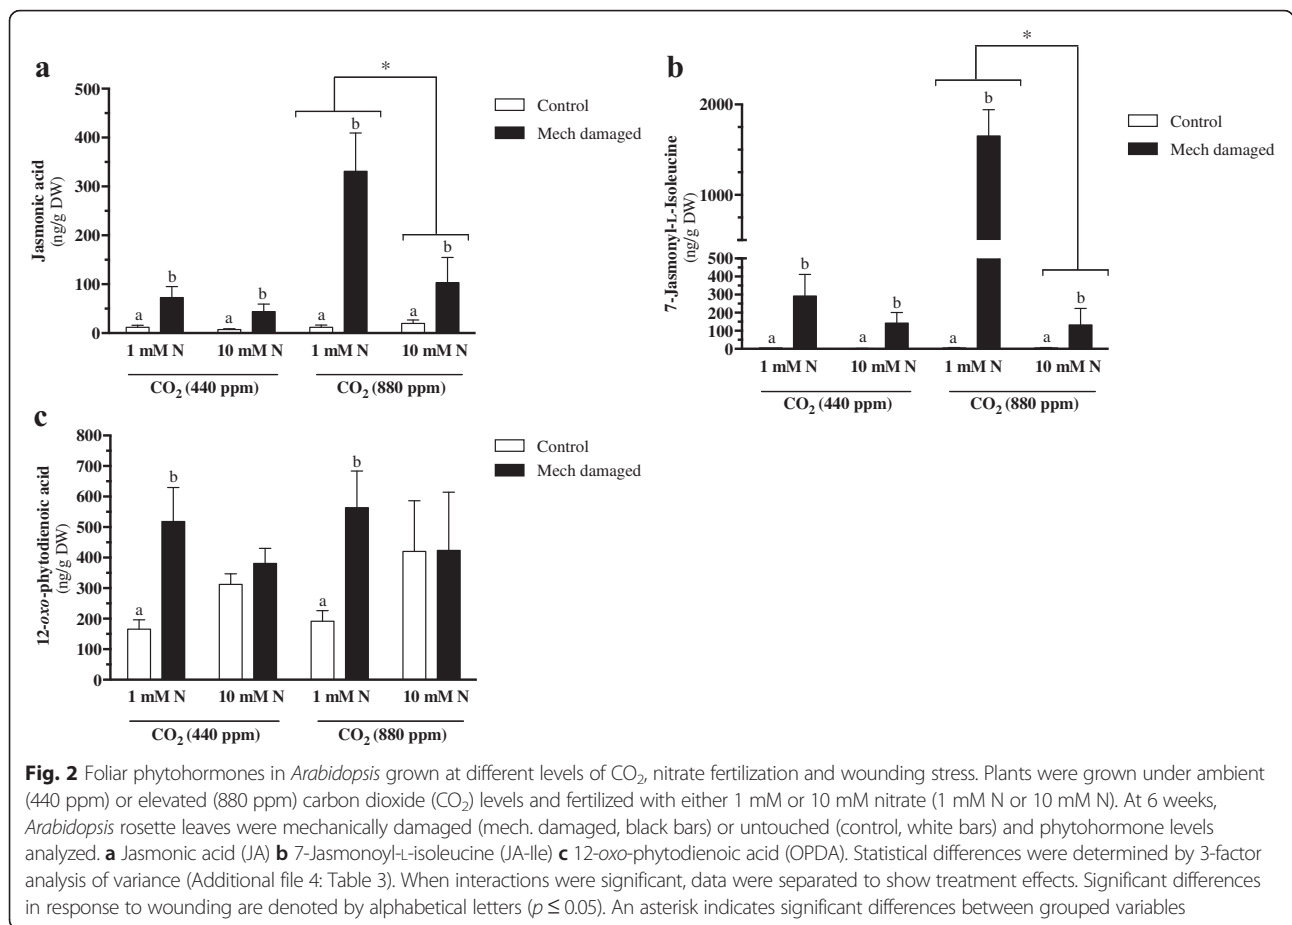 a
*
500
400
300
200
100
0
Jasmonic acid
(ng/g DW)
Control
Mech damaged
a b a b a b a b
1 mM N 10 mM N 1 mM N 10 mM N
CO₂ (440 ppm) CO₂ (880 ppm)
b
*
2000
1000
500
400
300
200
100
0
7-Jasmonyl-L-Isoleucine
(ng/g DW)
Control
Mech damaged
a b a b a b a b
1 mM N 10 mM N 1 mM N 10 mM N
CO₂ (440 ppm) CO₂ (880 ppm)
c
800
700
600
500
400
300
200
100
0
12-oxo-phytodienoic acid
(ng/g DW)
Control
Mech damaged
a b a b
1 mM N 10 mM N 1 mM N 10 mM N
CO₂ (440 ppm) CO₂ (880 ppm)
Fig. 2 Foliar phytohormones in Arabidopsis grown at different levels of CO₂, nitrate fertilization and wounding stress. Plants were grown under ambient
(440 ppm) or elevated (880 ppm) carbon dioxide (CO₂) levels and fertilized with either 1 mM or 10 mM nitrate (1 mM N or 10 mM N). At 6 weeks,
Arabidopsis rosette leaves were mechanically damaged (mech. damaged, black bars) or untouched (control, white bars) and phytohormone levels
analyzed. a Jasmonic acid (JA) b 7-Jasmonoyl-L-isoleucine (JA-Ile) c 12-oxo-phytodienoic acid (OPDA). Statistical differences were determined by 3-factor
analysis of variance (Additional file 4: Table 3). When interactions were significant, data were separated to show treatment effects. Significant differences
in response to wounding are denoted by alphabetical letters (p ≤ 0.05). An asterisk indicates significant differences between grouped variables